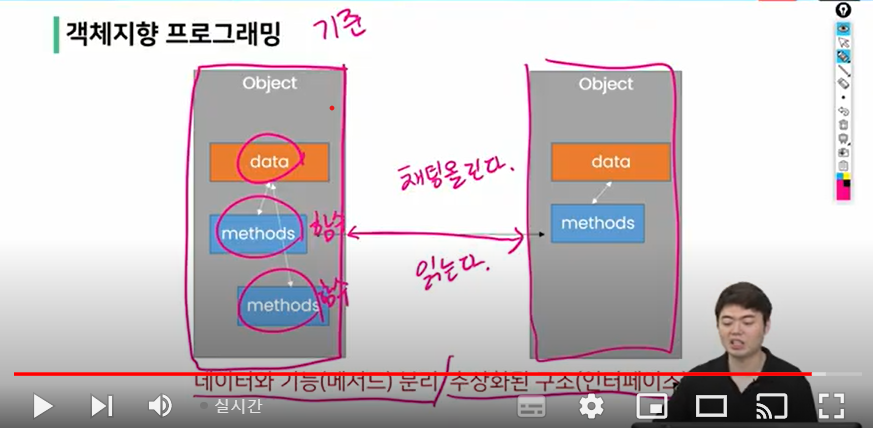 객체지향 프로그래밍
기준
Object
Object
data
data
채팅올린다.
methods
함수
methods
읽는다.
methods
함수
데이터와 기능(메서드) 분리
추상화된 구조(인터페이스)
실시간